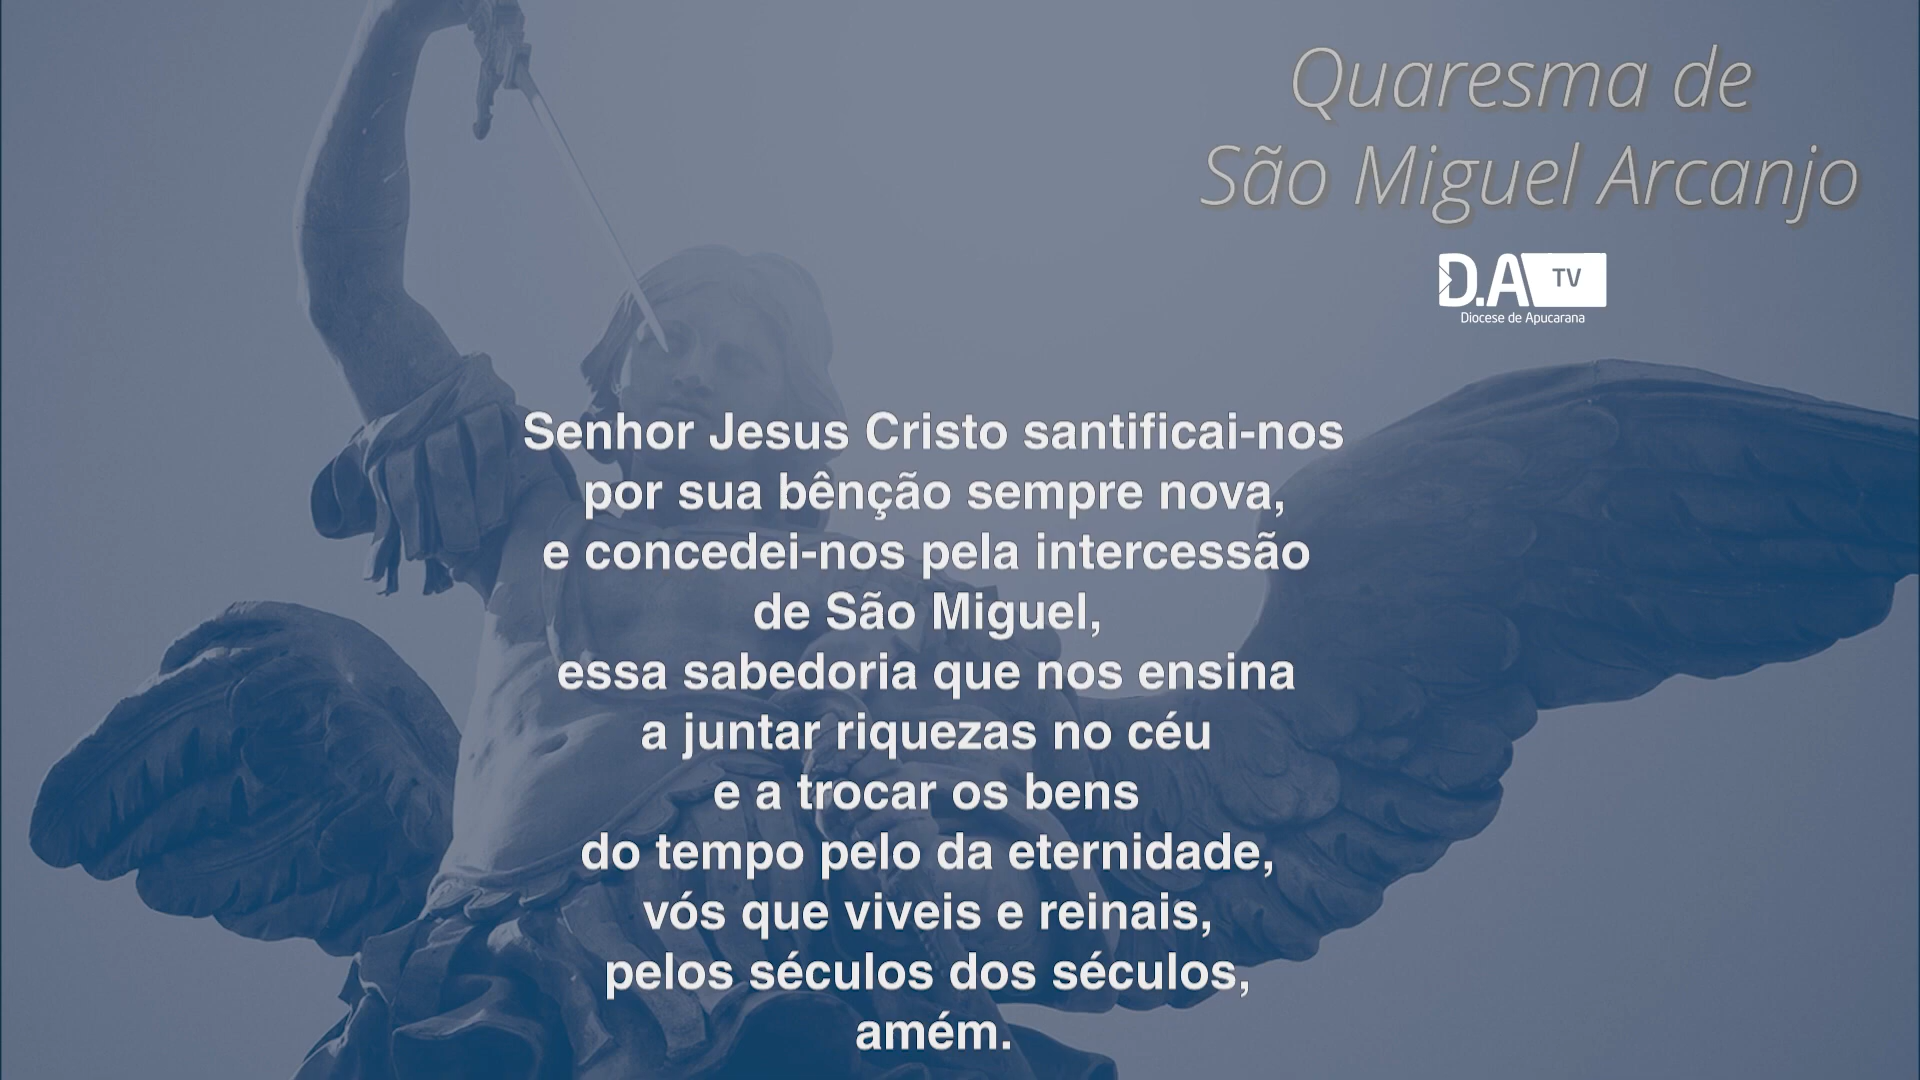 Quaresma de
São Miguel Arcanjo
D.A TV
Diocese de Apucarana
Senhor Jesus Cristo santificai-nos
por sua bênção sempre nova,
e concedei-nos pela intercessão
de São Miguel,
essa sabedoria que nos ensina
a juntar riquezas no céu
e a trocar os bens
do tempo pelo da eternidade,
vós que viveis e reinais,
pelos séculos dos séculos,
amém.